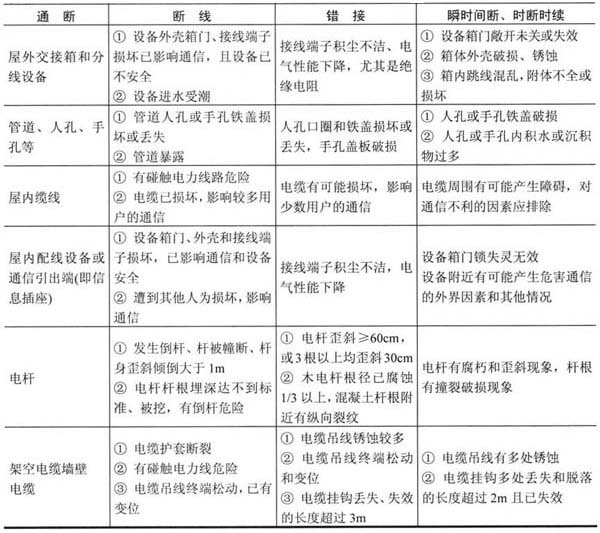 通 断 断 线 错 接 瞬时间断、时断时续
屋外交接箱和分
线设备
① 设备外壳箱门、接线端子
损坏已影响通信，且设备已
不安全
② 设备进水受潮
接线端子积尘不洁、电
气性能下降，尤其是绝
缘电阻
① 设备箱门敞开未关或失效
② 箱体外壳破损、锈蚀
③ 箱内跳线混乱，附体不全或
损坏
管道、人孔、手
孔等
① 管道人孔或手孔铁盖损
坏或丢失
② 管道暴露
人孔口圈和铁盖损坏或
丢失，手孔盖板破损
① 人孔或手孔铁盖破损
② 人孔或手孔内积水或沉积
物过多
屋内缆线
① 有碰触电力线路危险
② 电缆已损坏，影响较多用
户的通信
电缆有可能损坏，影响
少数用户的通信
电缆周围有可能产生障碍，对
通信不利的因素应排除
屋内配线设备或
通信引出端(即信
息插座)
① 设备箱门、外壳和接线端
子损坏，已影响通信和设备
安全
② 遭到其他人为损坏，影响
通信
接线端子积尘不洁，电
气性能下降
设备箱门锁失灵无效
设备附近有可能产生危害通信
的外界因素和其他情况
电杆
① 发生倒杆、杆被幢断、杆
身歪斜倾倒大于 1m
② 电杆杆根埋深达不到标
准、被挖，有倒杆危险
① 电杆歪斜≥60cm，
或 3 根以上均歪斜 30cm
② 木电杆根径已腐蚀
1/3 以上，混凝土杆根附
近有纵向裂纹
电杆有腐朽和歪斜现象，杆根
有撞裂破损现象
架空电缆墙壁
电缆
① 电缆护套断裂
② 有碰触电力线危险
③ 电缆吊线终端松动，已有
变位
① 电缆吊线锈蚀较多
② 电缆吊线终端松动
和变位
③ 电缆挂钩丢失、失效
的长度超过 3m
① 电缆吊线有多处锈蚀
② 电缆挂钩多处丢失和脱落
的长度超过 2m 且已失效